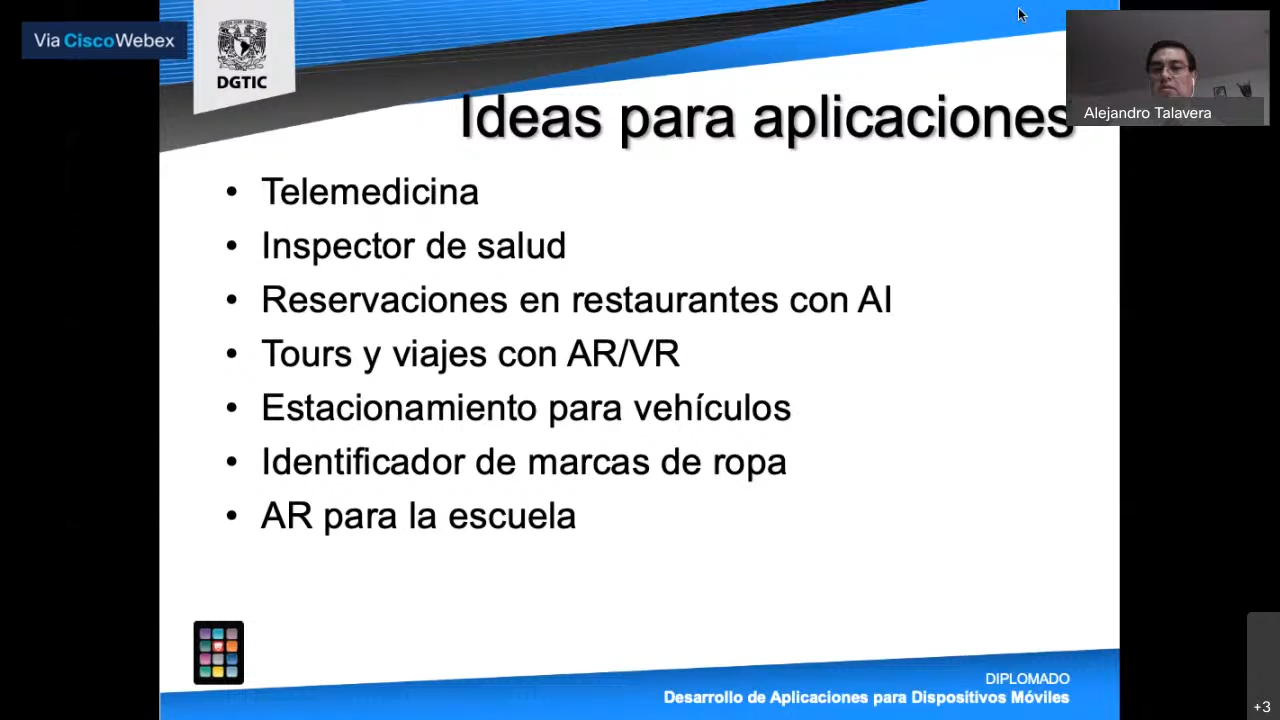 Via CiscoWebex
DGTIC
Alejandro Talavera
Ideas para aplicaciones
• Telemedicina
• Inspector de salud
• Reservaciones en restaurantes con AI
• Tours y viajes con AR/VR
• Estacionamiento para vehículos
• Identificador de marcas de ropa
• AR para la escuela
DIPLOMADO
Desarrollo de Aplicaciones para Dispositivos Móviles
+3